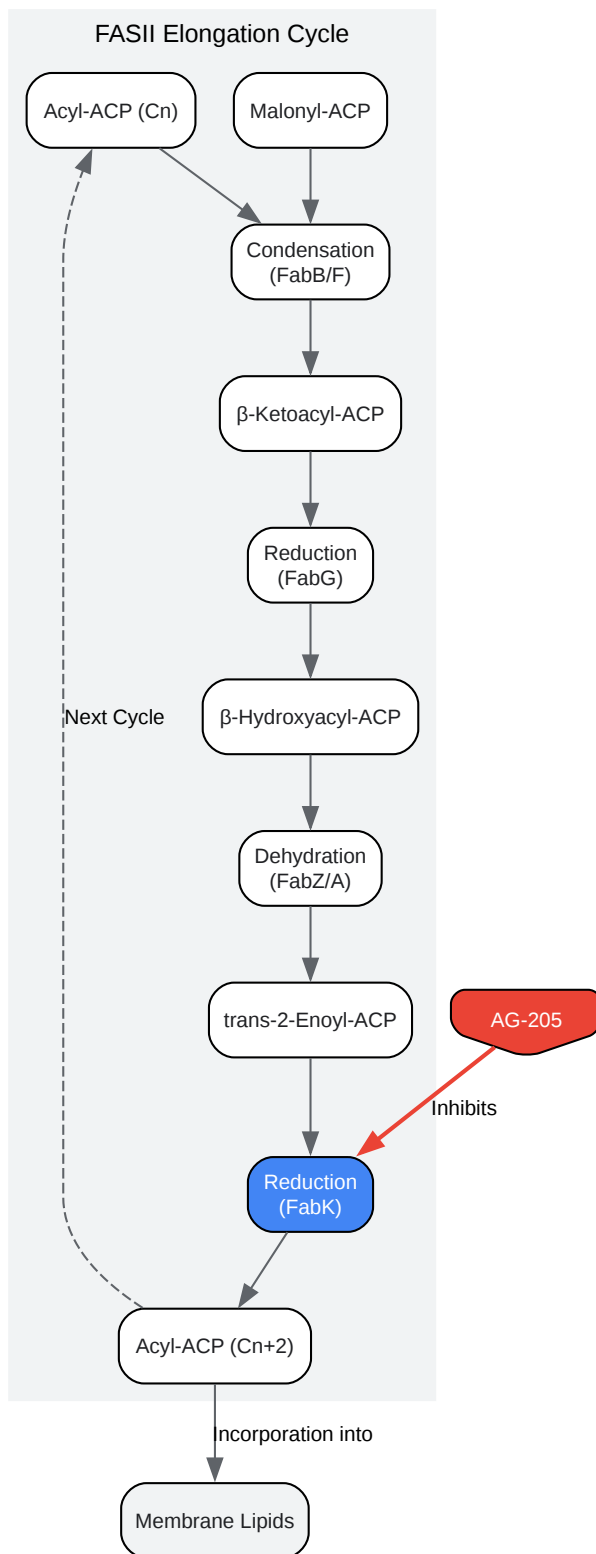 FASII Elongation Cycle
Acyl-ACP (Cn)
Malonyl-ACP
Condensation
(FabB/F)
β-Ketoacyl-ACP
Reduction
(FabG)
Next Cycle
β-Hydroxyacyl-ACP
Dehydration
(FabZ/A)
trans-2-Enoyl-ACP
AG-205
Inhibits
Reduction
(FabK)
Acyl-ACP (Cn+2)
Incorporation into
Membrane Lipids